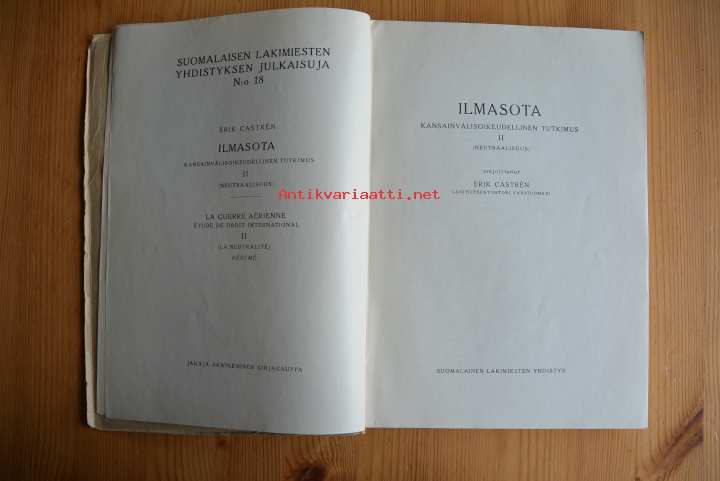 SUOMALAISEN LAKIMIESTEN
YHDISTYKSEN JULKAISUJA
N:o 18
ERIK CASTRÉN
ILMASOTA
KANSAINVÄLISOIKEUDELLINEN TUTKIMUS
II
(NEUTRAALISUUS)
LA GUERRE AÉRIENNE
ÉTUDE DE DROIT INTERNATIONAL
II
(LA NEUTRALITÉ)
RÉSUMÉ
JAKAJA AKATEEMINEN KIRJAKAUPPA
ILMASOTA
KANSAINVÄLISOIKEUDELLINEN TUTKIMUS
II
(NEUTRAALISUUS)
KIRJOITTANUT
ERIK CASTRÉN
SUOMALAINEN LAKIMIESTEN YHDISTYS
Antikvariaatti.net